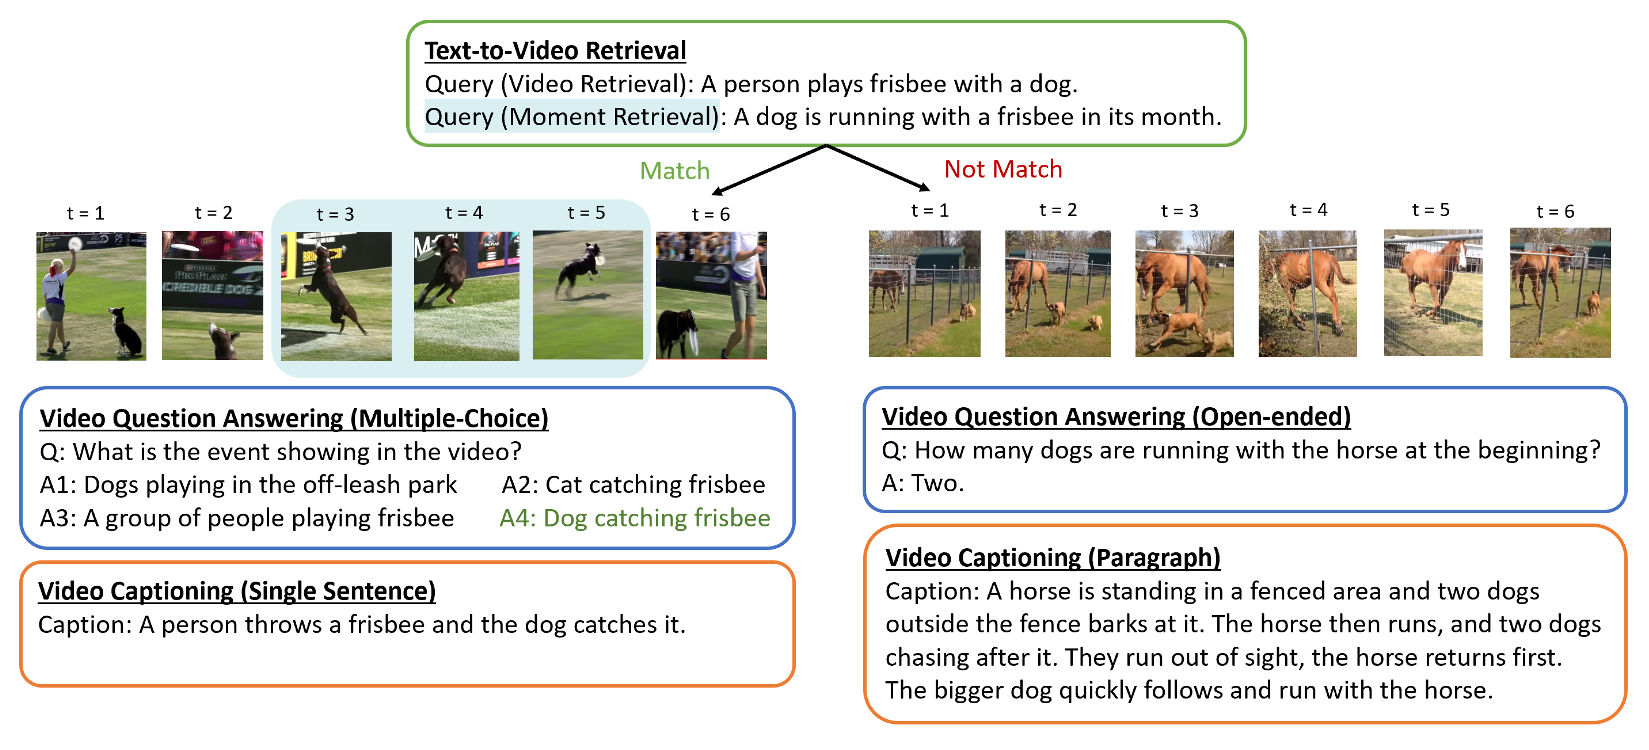 Text-to-Video Retrieval
Query (Video Retrieval): A person plays frisbee with a dog.
Query (Moment Retrieval): A dog is running with a frisbee in its month.
Match
Not Match
t = 1
t = 2
t = 3
t = 4
t = 5
t = 6
t = 1
t = 2
t = 3
t = 4
t = 5
t = 6
Video Question Answering (Multiple-Choice)
Q: What is the event showing in the video?
A1: Dogs playing in the off-leash park
A2: Cat catching frisbee
A3: A group of people playing frisbee
A4: Dog catching frisbee
Video Captioning (Single Sentence)
Caption: A person throws a frisbee and the dog catches it.
Video Question Answering (Open-ended)
Q: How many dogs are running with the horse at the beginning?
A: Two.
Video Captioning (Paragraph)
Caption: A horse is standing in a fenced area and two dogs
outside the fence barks at it. The horse then runs, and two dogs
chasing after it. They run out of sight, the horse returns first.
The bigger dog quickly follows and run with the horse.